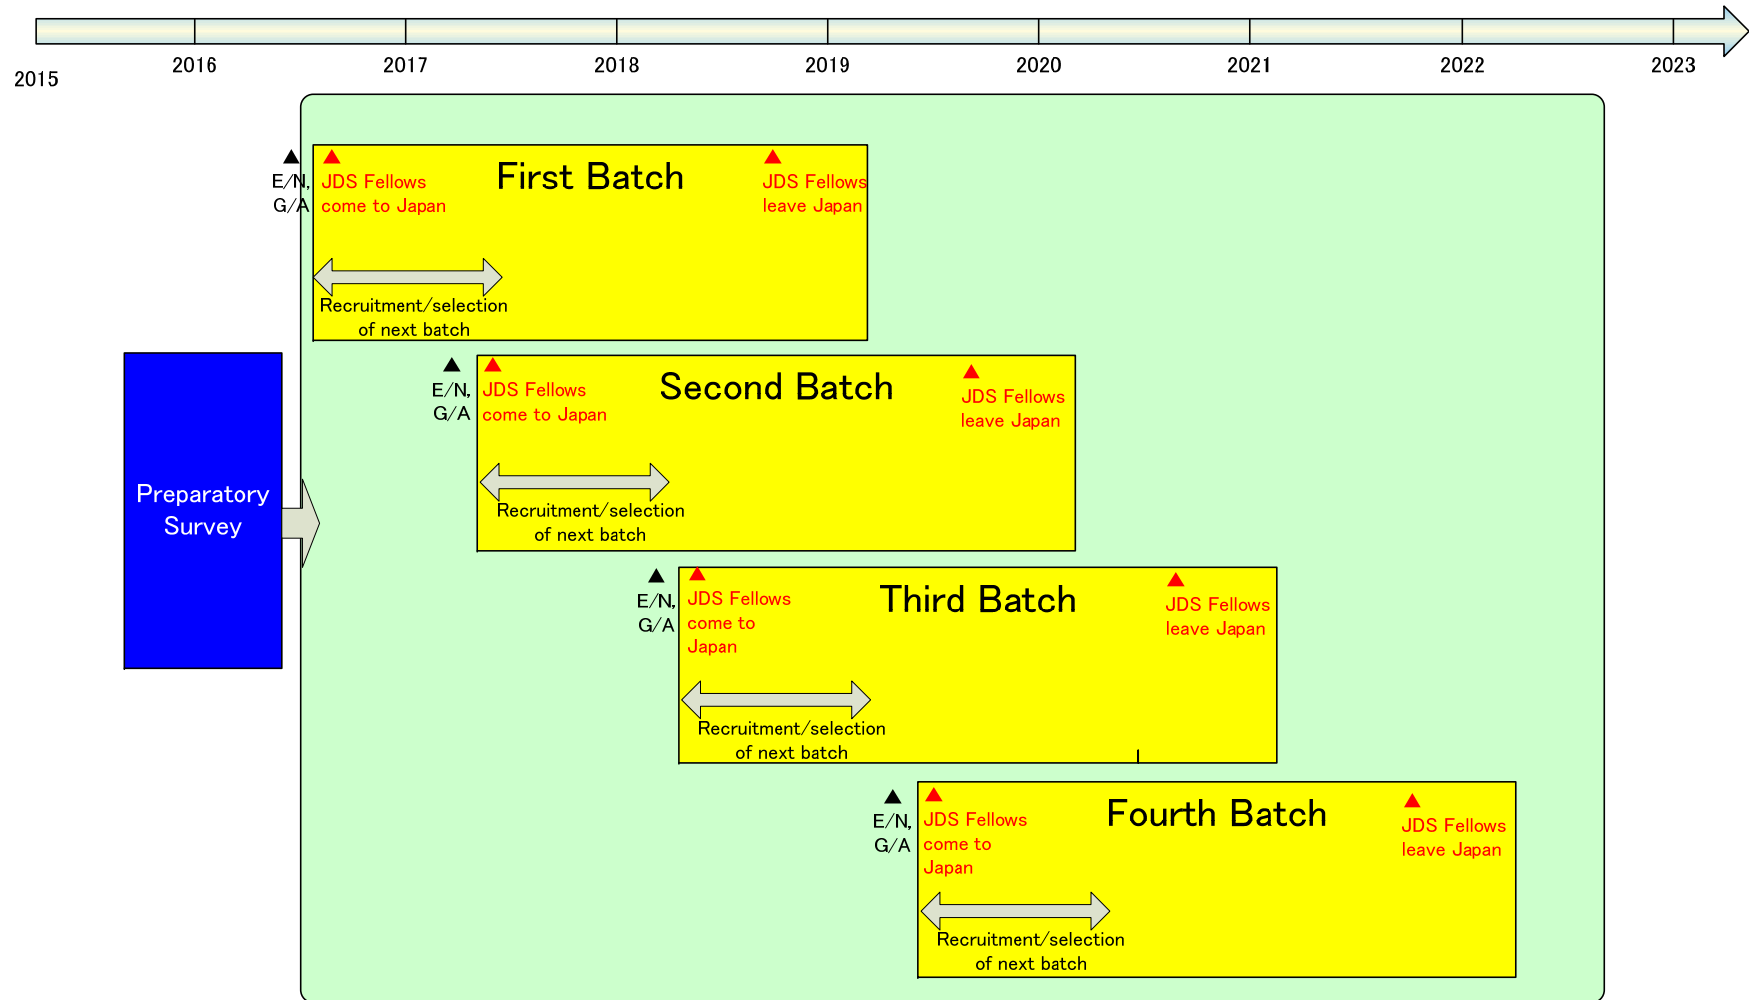 2015
2016
2017
2018
2019
2020
2021
2022
2023
First Batch
E/N,
G/A
JDS Fellows
come to Japan
JDS Fellows
leave Japan
Recruitment/selection
of next batch
Preparatory
Survey
Second Batch
E/N,
G/A
JDS Fellows
come to Japan
JDS Fellows
leave Japan
Recruitment/selection
of next batch
Third Batch
E/N,
G/A
JDS Fellows
come to
Japan
JDS Fellows
leave Japan
Recruitment/selection
of next batch
Fourth Batch
E/N,
G/A
JDS Fellows
come to
Japan
JDS Fellows
leave Japan
Recruitment/selection
of next batch